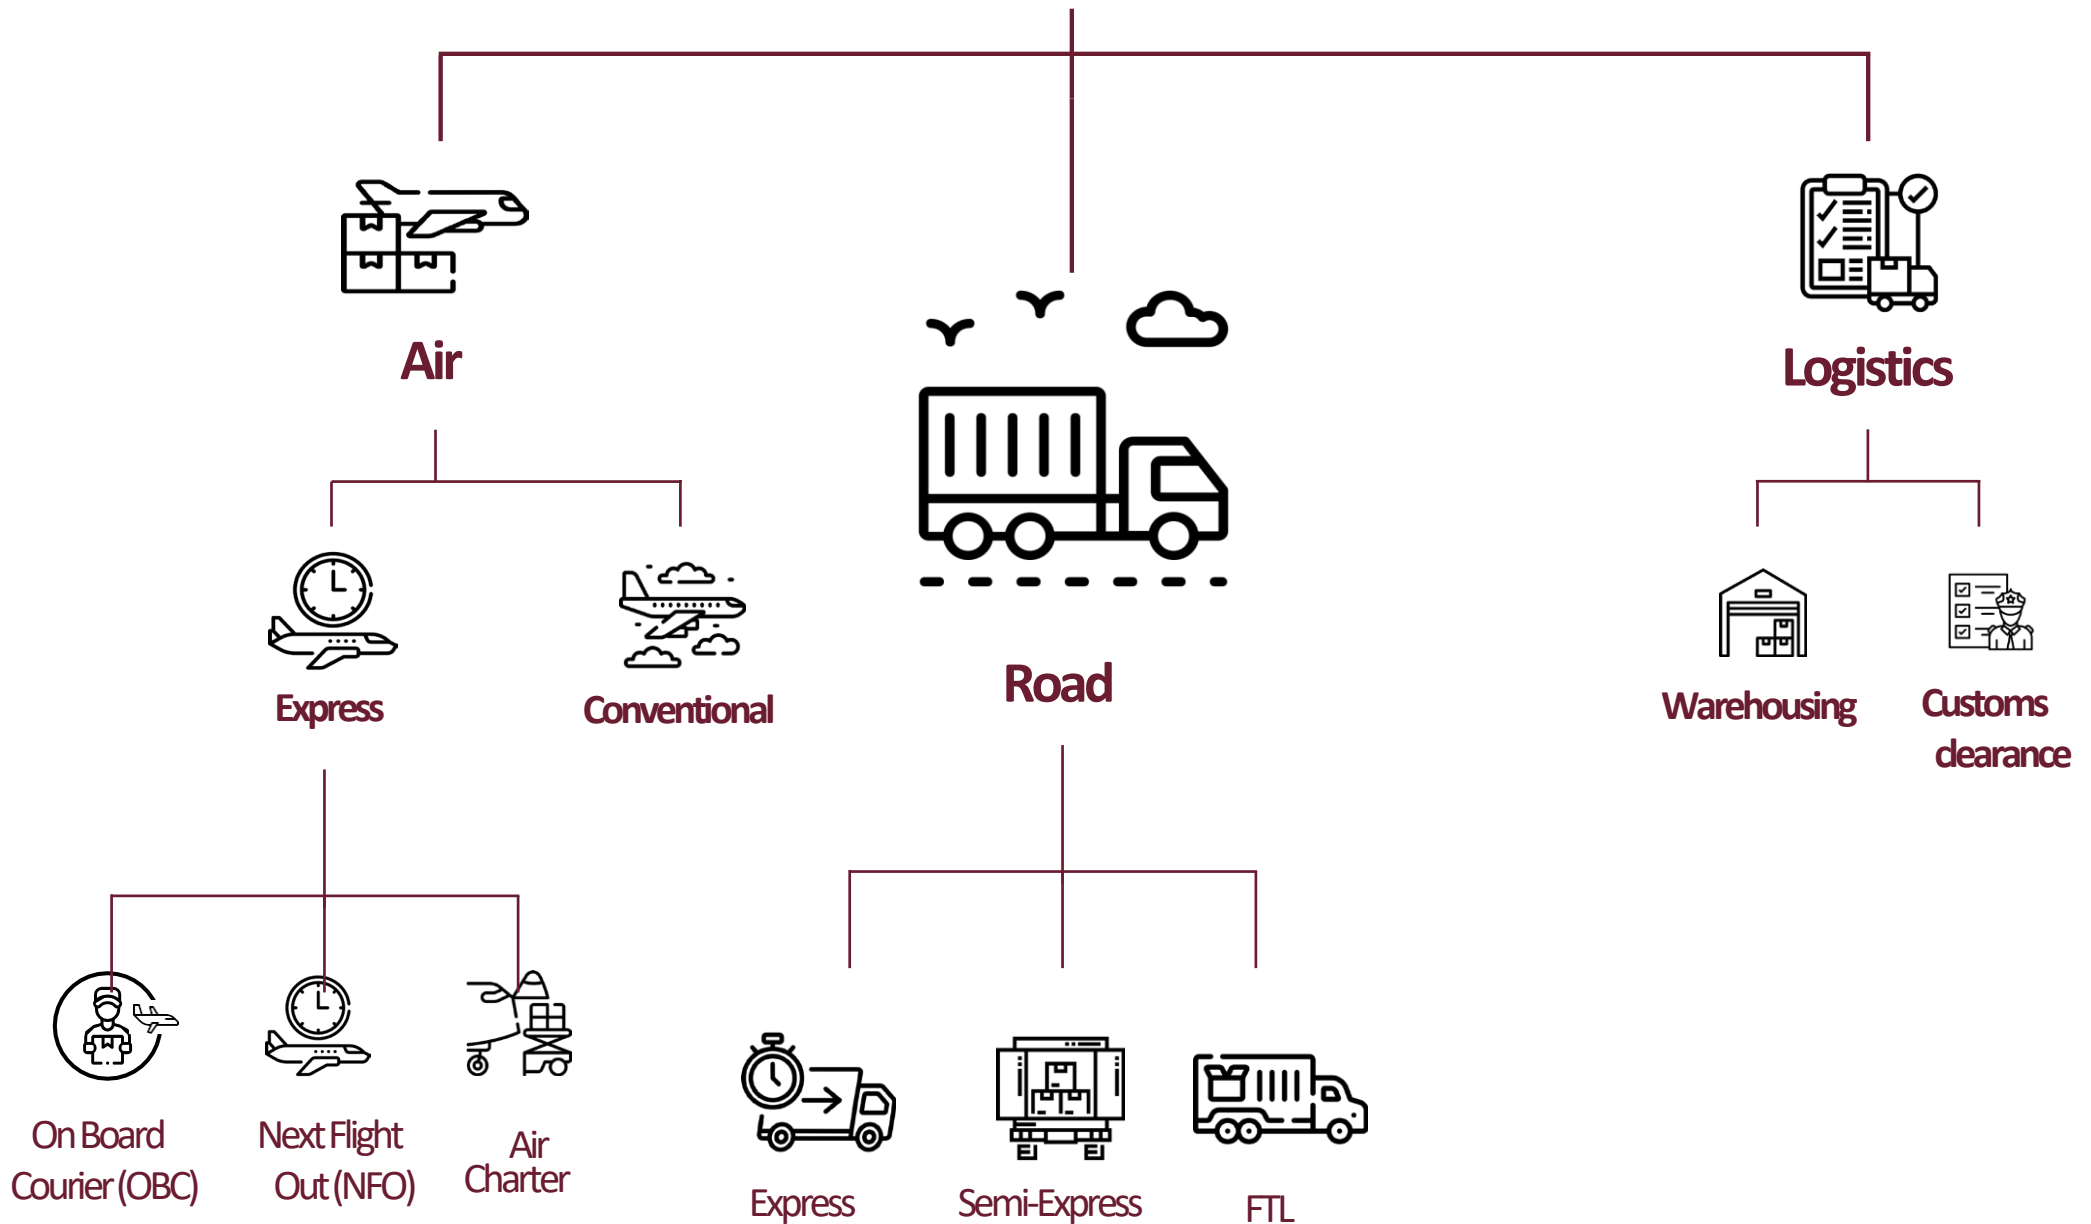 Air
Logistics
Express
Conventional
Road
Warehousing
Customs
clearance
On Board
Courier (OBC)
Next Flight
Out (NFO)
Air
Charter
Express
Semi-Express
FTL